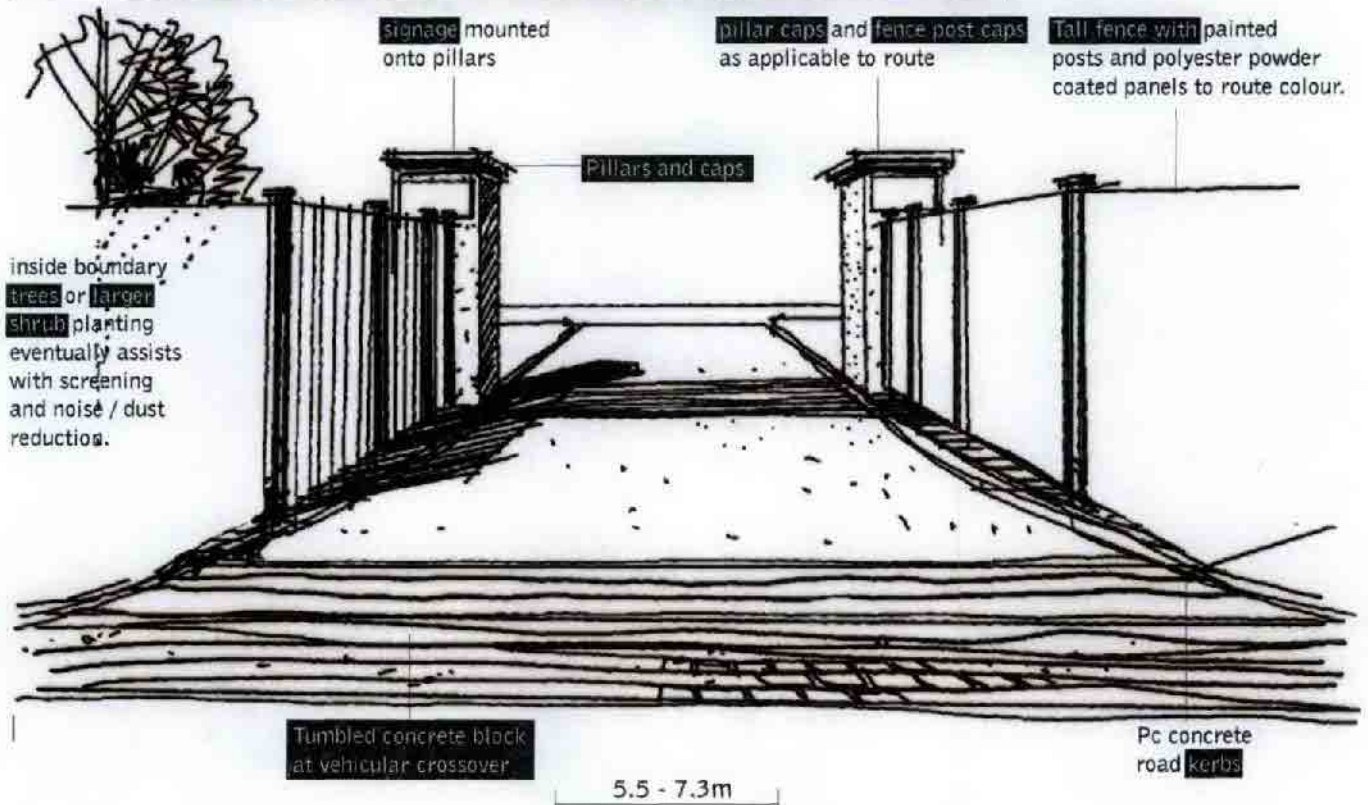 signage mounted
onto pillars
pillar caps and fence post caps
as applicable to route
Tall fence with painted
posts and polyester powder
coated panels to route colour.
Pillars and caps
inside boundary
trees or larger
shrub planting
eventually assists
with screening
and noise / dust
reduction.
Tumbled concrete block
at vehicular crossover
Pc concrete
road kerbs
5.5 - 7.3m